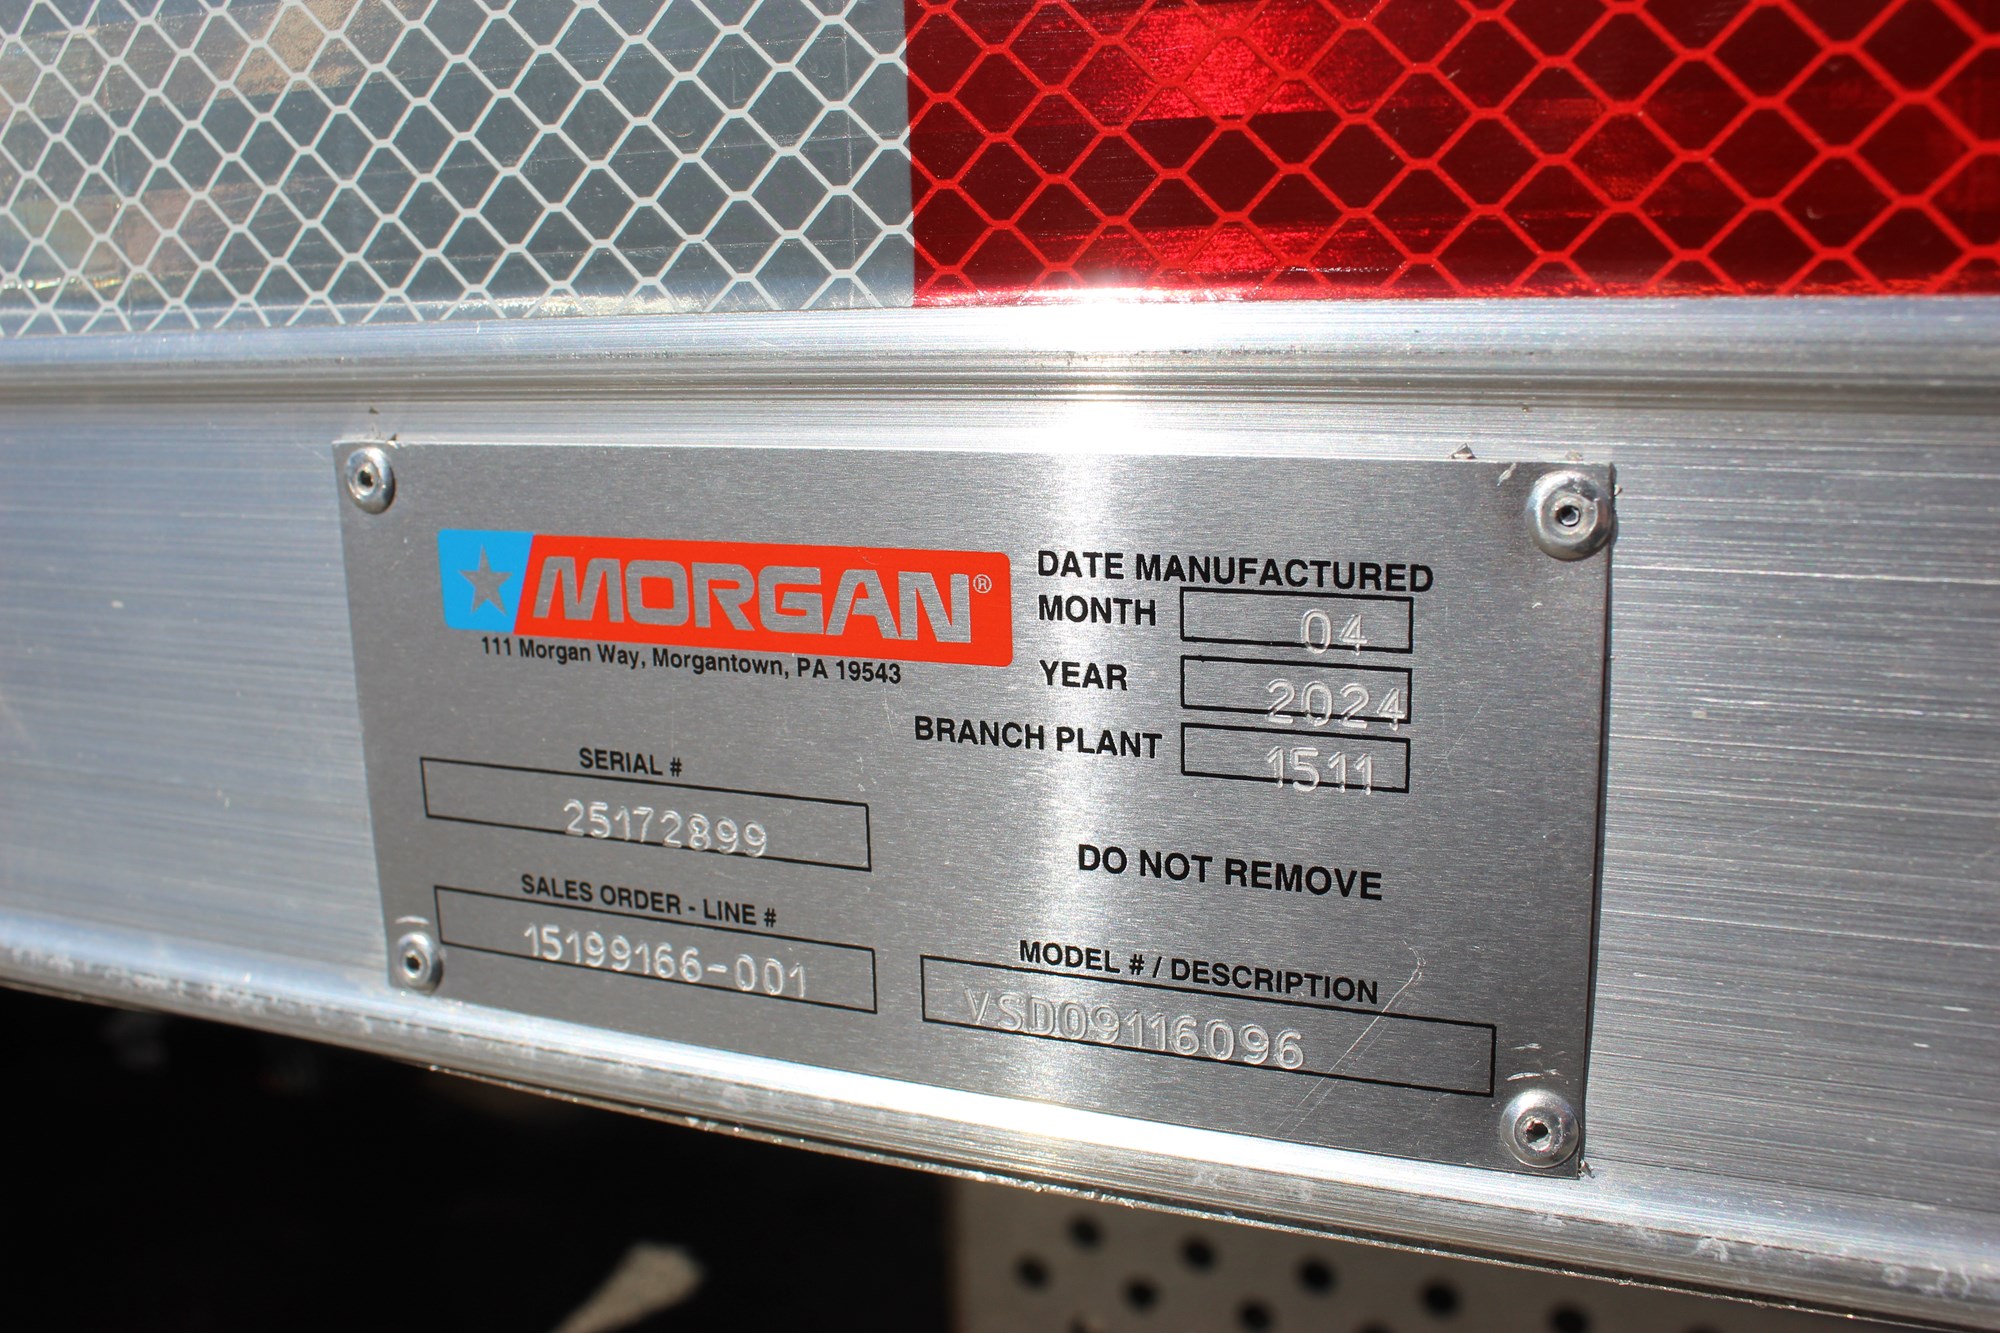 MORGAN®
111 Morgan Way, Morgantown, PA 19543
DATE MANUFACTURED
MONTH 04
YEAR 2024
BRANCH PLANT 1511
SERIAL #
25172899
SALES ORDER - LINE #
15199166-001
DO NOT REMOVE
MODEL # / DESCRIPTION
VSD09116096